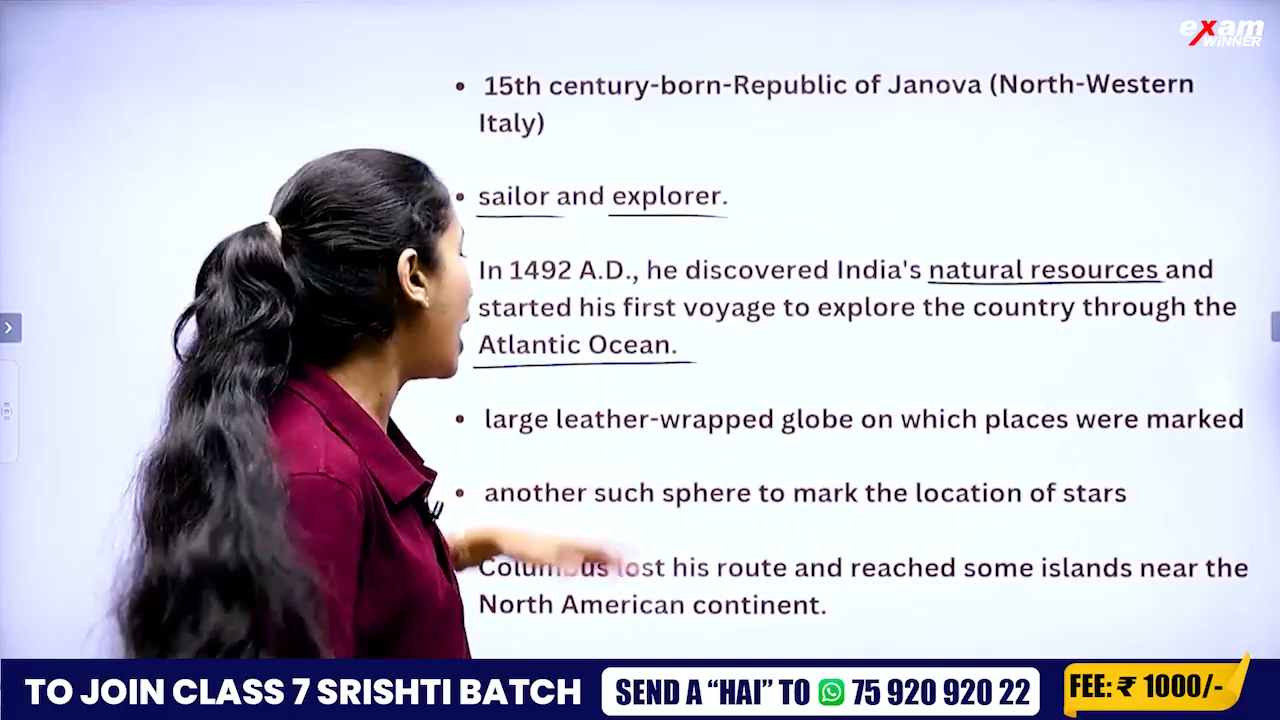 exam
WINNER
• 15th century-born-Republic of Janova (North-Western
Italy)
• sailor and explorer.
In 1492 A.D., he discovered India's natural resources and
started his first voyage to explore the country through the
Atlantic Ocean.
• large leather-wrapped globe on which places were marked
• another such sphere to mark the location of stars
Columbus lost his route and reached some islands near the
North American continent.
TO JOIN CLASS 7 SRISHTI BATCH
SEND A “HAI” TO 75 920 920 22
FEE: ₹ 1000/-